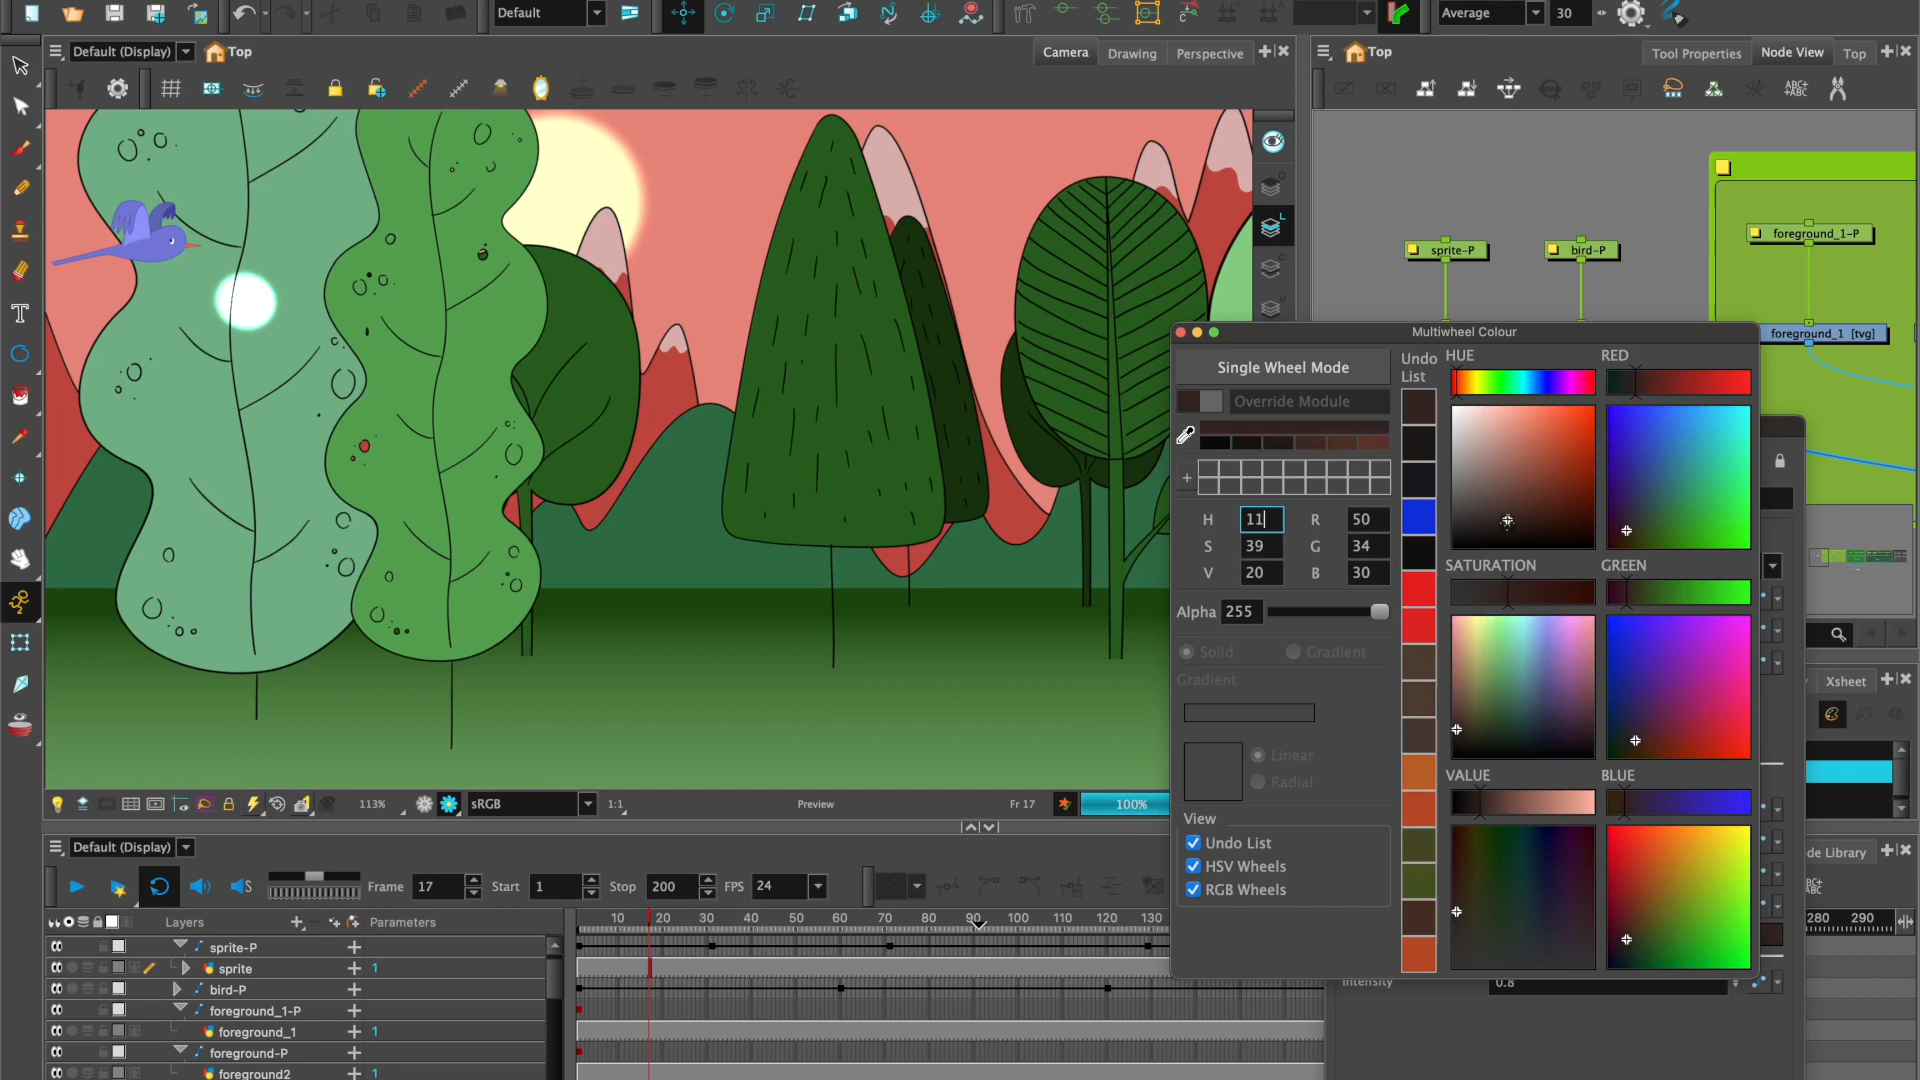 Default
Average
30
Default (Display)
Top
Camera
Drawing
Perspective
Top
Tool Properties
Node View
Top
ABC+
+ABC
sprite-P
bird-P
foreground_1-P
foreground_1 [tvg]
Multiwheel Colour
Single Wheel Mode
Undo
List
HUE
RED
Override Module
H
11
R
50
S
39
G
34
V
20
B
30
SATURATION
GREEN
Alpha
255
Solid
Gradient
Gradient
Linear
Radial
VALUE
BLUE
View
Undo List
HSV Wheels
RGB Wheels
Xsheet
de Library
280
290
Intensity
0.8
113%
sRGB
1:1
Preview
Fr 17
100%
Default (Display)
Frame
17
Start
1
Stop
200
FPS
24
Layers
Parameters
10 20 30 40 50 60 70 80 90 100 110 120 130
sprite-P
sprite
1
bird-P
foreground_1-P
foreground_1
1
foreground-P
foreground2
1